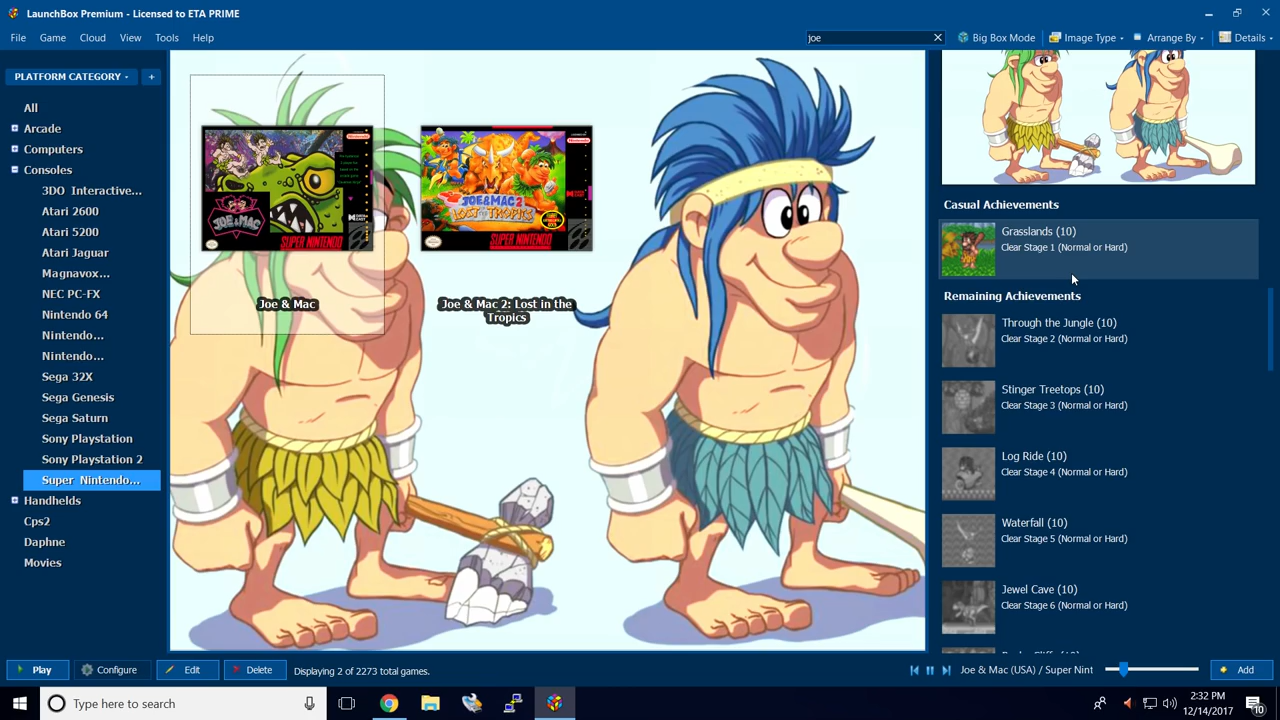 LaunchBox Premium - Licensed to ETA PRIME
File Game Cloud View Tools Help
joe
Big Box Mode
Image Type
Arrange By
Details
PLATFORM CATEGORY
+
All
Arcade
Computers
Consoles
3DO Interactive...
Atari 2600
Atari 5200
Atari Jaguar
Magnavox...
NEC PC-FX
Nintendo 64
Nintendo...
Nintendo...
Sega 32X
Sega Genesis
Sega Saturn
Sony Playstation
Sony Playstation 2
Super Nintendo...
Handhelds
Cps2
Daphne
Movies
Nintendo
JOE & MAC
SUPER NINTENDO
Joe & Mac
JOE & MAC 2
LOST IN THE TROPICS
SUPER NINTENDO
Joe & Mac 2: Lost in the
Tropics
Casual Achievements
Grasslands (10)
Clear Stage 1 (Normal or Hard)
Remaining Achievements
Through the Jungle (10)
Clear Stage 2 (Normal or Hard)
Stinger Treetops (10)
Clear Stage 3 (Normal or Hard)
Log Ride (10)
Clear Stage 4 (Normal or Hard)
Waterfall (10)
Clear Stage 5 (Normal or Hard)
Jewel Cave (10)
Clear Stage 6 (Normal or Hard)
Play
Configure
Edit
Delete
Displaying 2 of 2273 total games.
Joe & Mac (USA) / Super Nint
Add
Type here to search
2:32 PM
12/14/2017
10